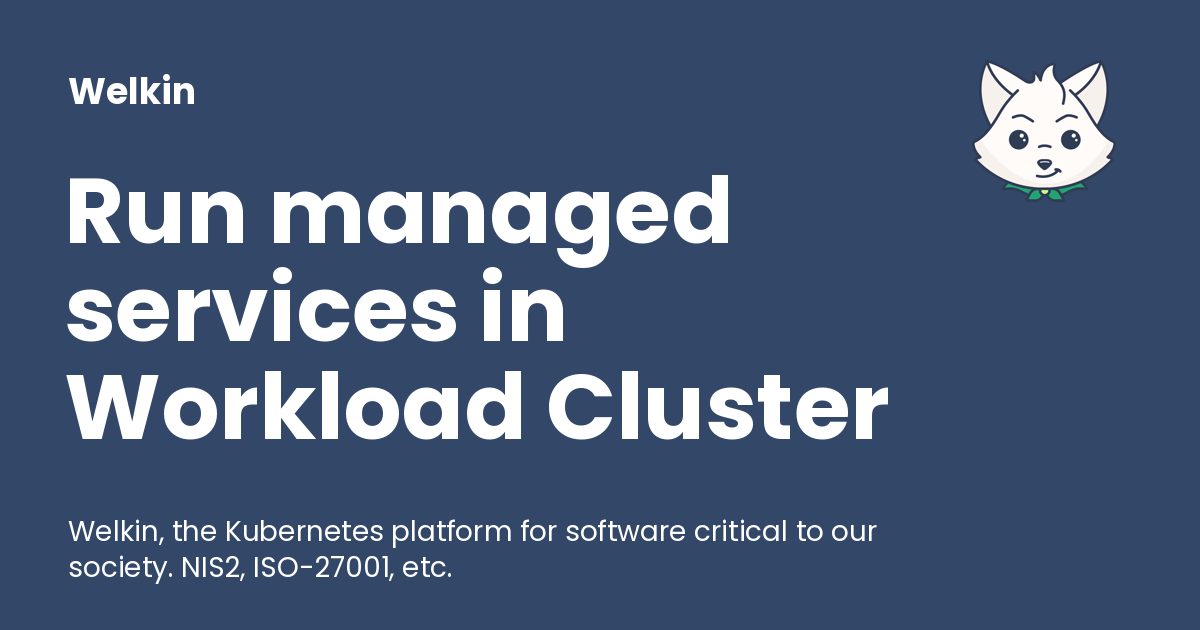 Welkin
Run managed
services in
Workload Cluster
Welkin, the Kubernetes platform for software critical to our
society. NIS2, ISO-27001, etc.